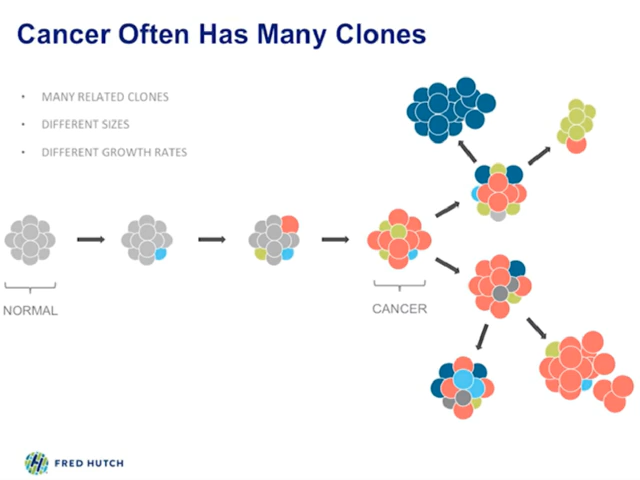 Cancer Often Has Many Clones
• MANY RELATED CLONES
• DIFFERENT SIZES
• DIFFERENT GROWTH RATES
NORMAL
CANCER
FRED HUTCH